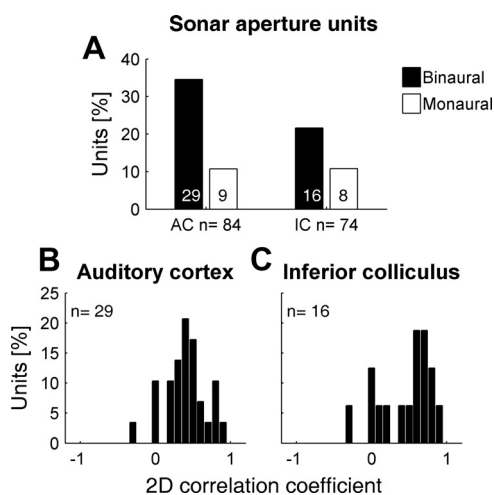 Sonar aperture units
A
Units [%]
40
30
20
10
0
29
9
16
8
AC n= 84
IC n= 74
Binaural
Monaural
B
Auditory cortex
C
Inferior colliculus
Units [%]
25
20
15
10
5
0
n= 29
n= 16
-1
0
1
-1
0
1
2D correlation coefficient